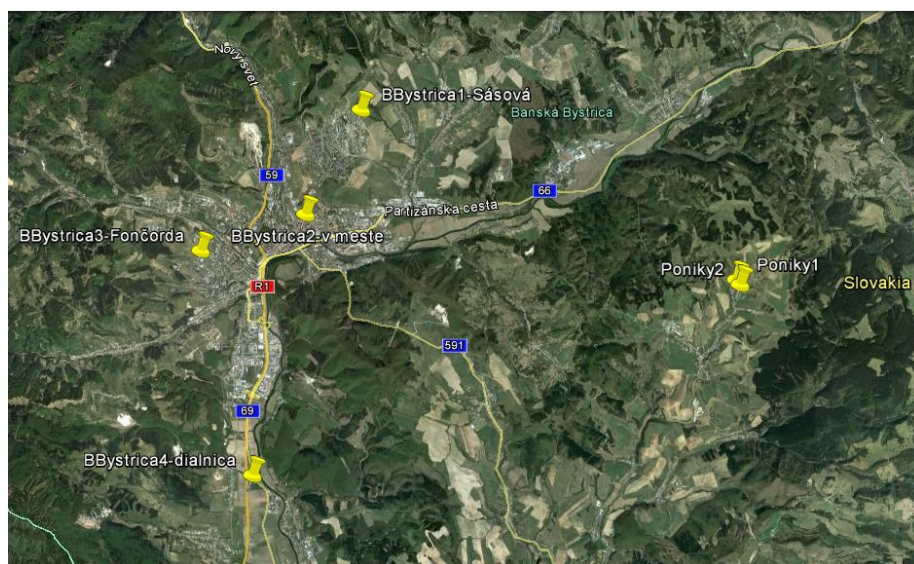 Nový svet
BBystrica1-Sásová
Banská Bystrica
59
66
Partizánska cesta
BBystrica3-Fončorda
BBystrica2-v meste
R1
Poniky2
Poniky1
Slovakia
591
69
BBystrica4-dialnica